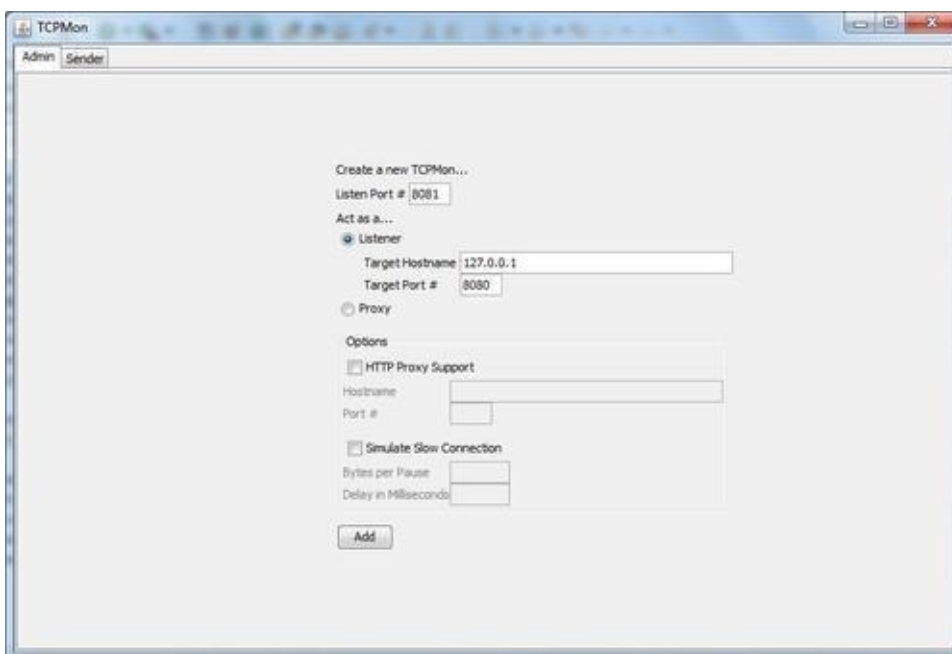 TCPMon
Admin Sender
Create a new TCPMon...
Listen Port # 8081
Act as a...
Listener
Target Hostname 127.0.0.1
Target Port # 8080
Proxy
Options
HTTP Proxy Support
Hostname
Port #
Simulate Slow Connection
Bytes per Pause
Delay in Milliseconds
Add